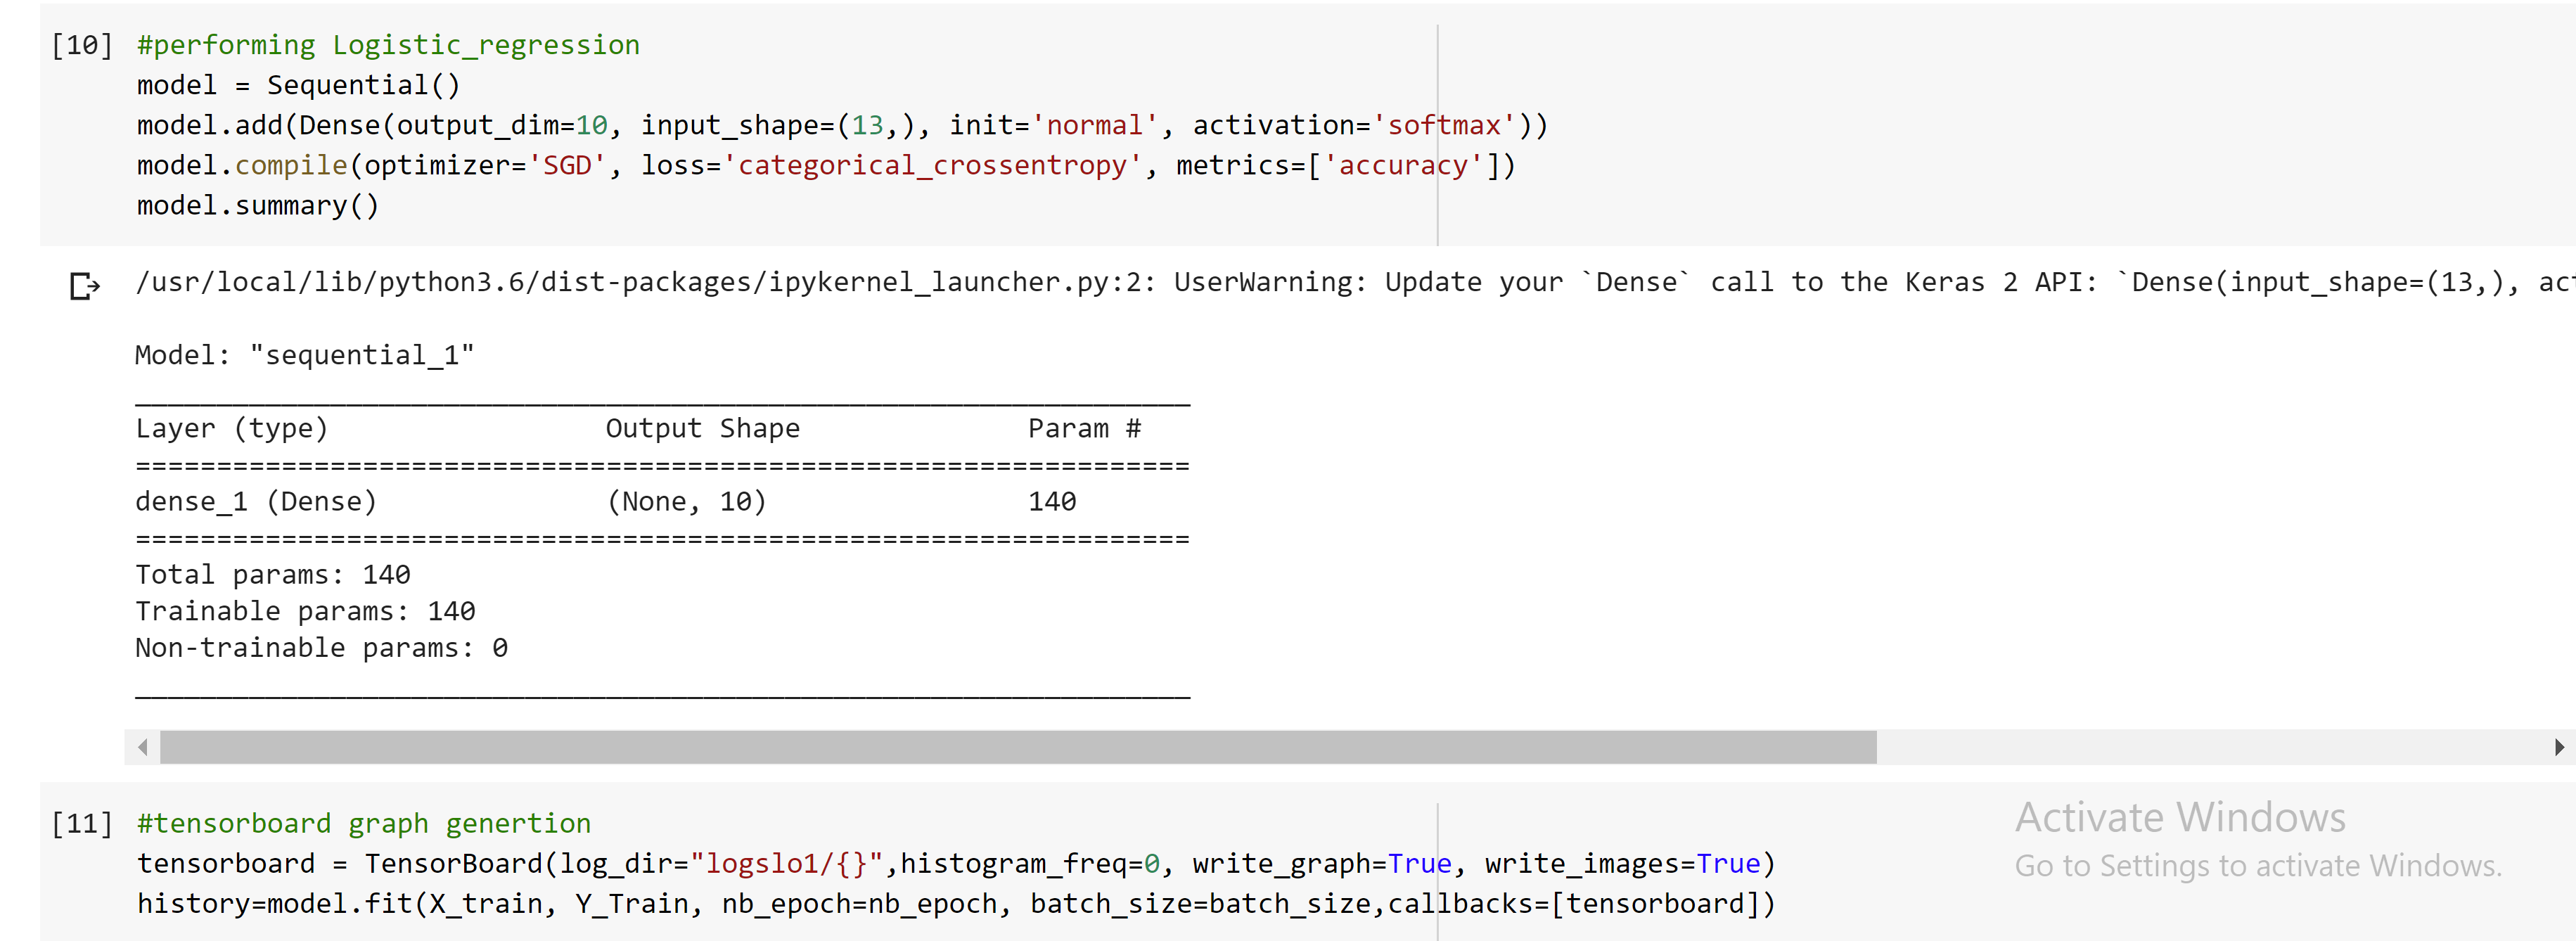 [10] #performing Logistic_regression
model = Sequential()
model.add(Dense(output_dim=10, input_shape=(13,), init='normal', activation='softmax'))
model.compile(optimizer='SGD', loss='categorical_crossentropy', metrics=['accuracy'])
model.summary()
/usr/local/lib/python3.6/dist-packages/ipykernel_launcher.py:2: UserWarning: Update your `Dense` call to the Keras 2 API: `Dense(input_shape=(13,), act
Model: "sequential_1"
_________________________________________________________________
Layer (type)                 Output Shape              Param #
=================================================================
dense_1 (Dense)              (None, 10)                140
=================================================================
Total params: 140
Trainable params: 140
Non-trainable params: 0
_________________________________________________________________
[11] #tensorboard graph genertion
tensorboard = TensorBoard(log_dir="logslo1/{}",histogram_freq=0, write_graph=True, write_images=True)
history=model.fit(X_train, Y_Train, nb_epoch=nb_epoch, batch_size=batch_size,callbacks=[tensorboard])
Activate Windows
Go to Settings to activate Windows.